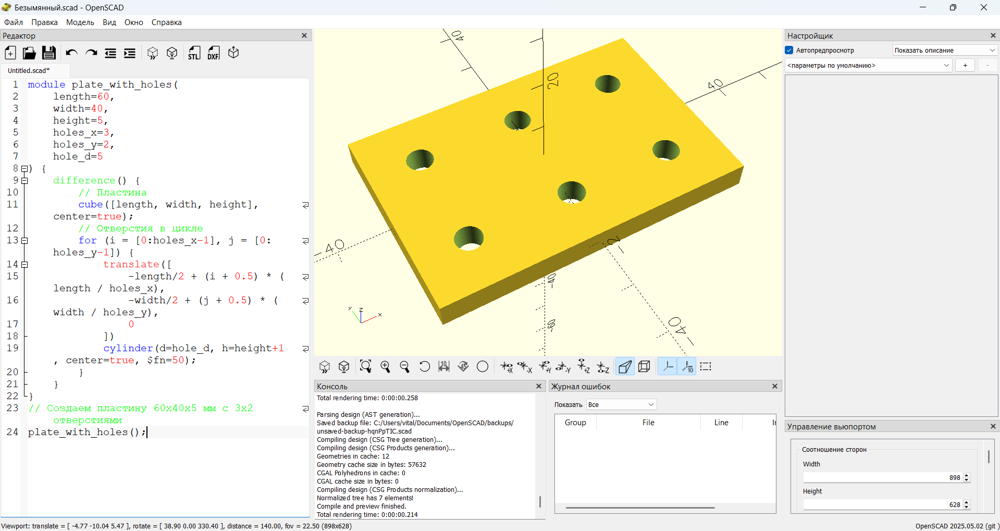 Безымянный.scad - OpenSCAD
Файл Правка Модель Вид Окно Справка
Редактор
STL DXF
Untitled.scad*
1 module plate_with_holes(
2 length=60,
3 width=40,
4 height=5,
5 holes_x=3,
6 holes_y=2,
7 hole_d=5
8 ) {
9 difference() {
10 // Пластина
11 cube([length, width, height],
center=true);
12 // Отверстия в цикле
13 for (i = [0:holes_x-1], j = [0:
holes_y-1]) {
14 translate([
15 -length/2 + (i + 0.5) * (
length / holes_x),
16 -width/2 + (j + 0.5) * (
width / holes_y),
17 0
18 ])
19 cylinder(d=hole_d, h=height+1
, center=true, $fn=50);
20 }
21 }
22 }
23 // Создаем пластину 60x40x5 мм с 3x2
отверстиями
24 plate_with_holes();
40
20
40
40
40
x
y
z
10 45 +X -X +Y -Y +Z -Z 10
Консоль
Total rendering time: 0:00:00.258
Parsing design (AST generation)...
Saved backup file: C:/Users/vital/Documents/OpenSCAD/backups/
unsaved-backup-hqnPpTIC.scad
Compiling design (CSG Tree generation)...
Compiling design (CSG Products generation)...
Geometries in cache: 12
Geometry cache size in bytes: 57632
CGAL Polyhedrons in cache: 0
CGAL cache size in bytes: 0
Compiling design (CSG Products normalization)...
Normalized tree has 7 elements!
Compile and preview finished.
Total rendering time: 0:00:00.214
Журнал ошибок
Показать Все
Group File Line
Настройщик
Автопредпросмотр Показать описание
<параметры по умолчанию> + -
Управление вьюпортом
Соотношение сторон
Width
898
Height
628
Viewport: translate = [ -4.77 -10.04 5.47 ], rotate = [ 38.90 0.00 330.40 ], distance = 140.00, fov = 22.50 (898x628)
OpenSCAD 2025.05.02 (git )